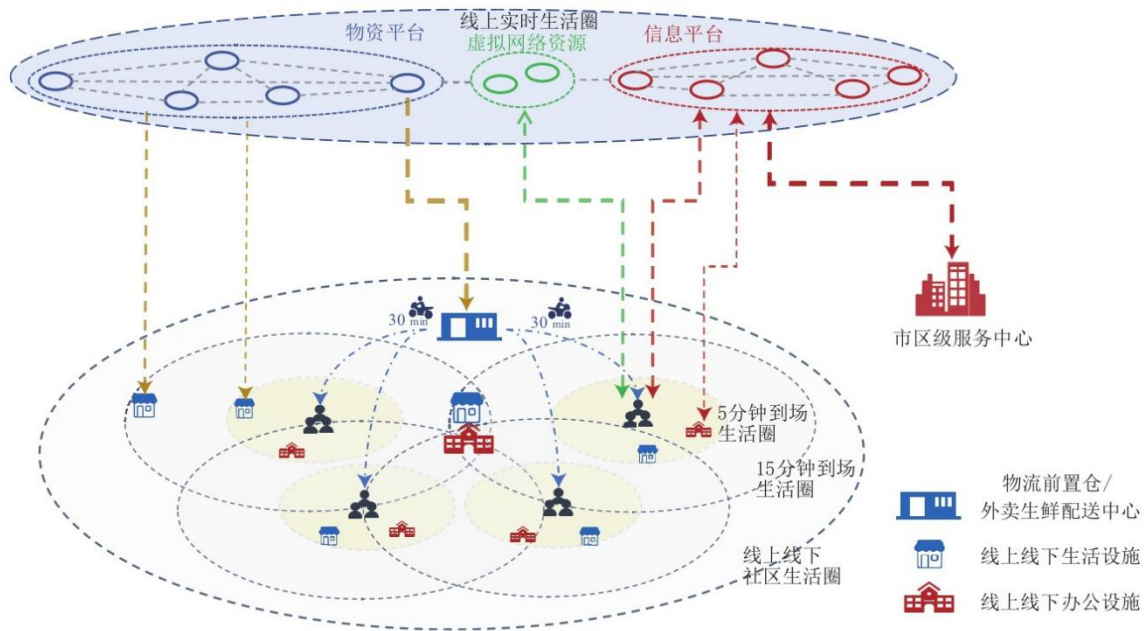 线上实时生活圈
物资平台
虚拟网络资源
信息平台
30 min
30 min
市区级服务中心
5分钟到场
生活圈
15分钟到场
生活圈
线上线下
社区生活圈
物流前置仓/
外卖生鲜配送中心
线上线下生活设施
线上线下办公设施